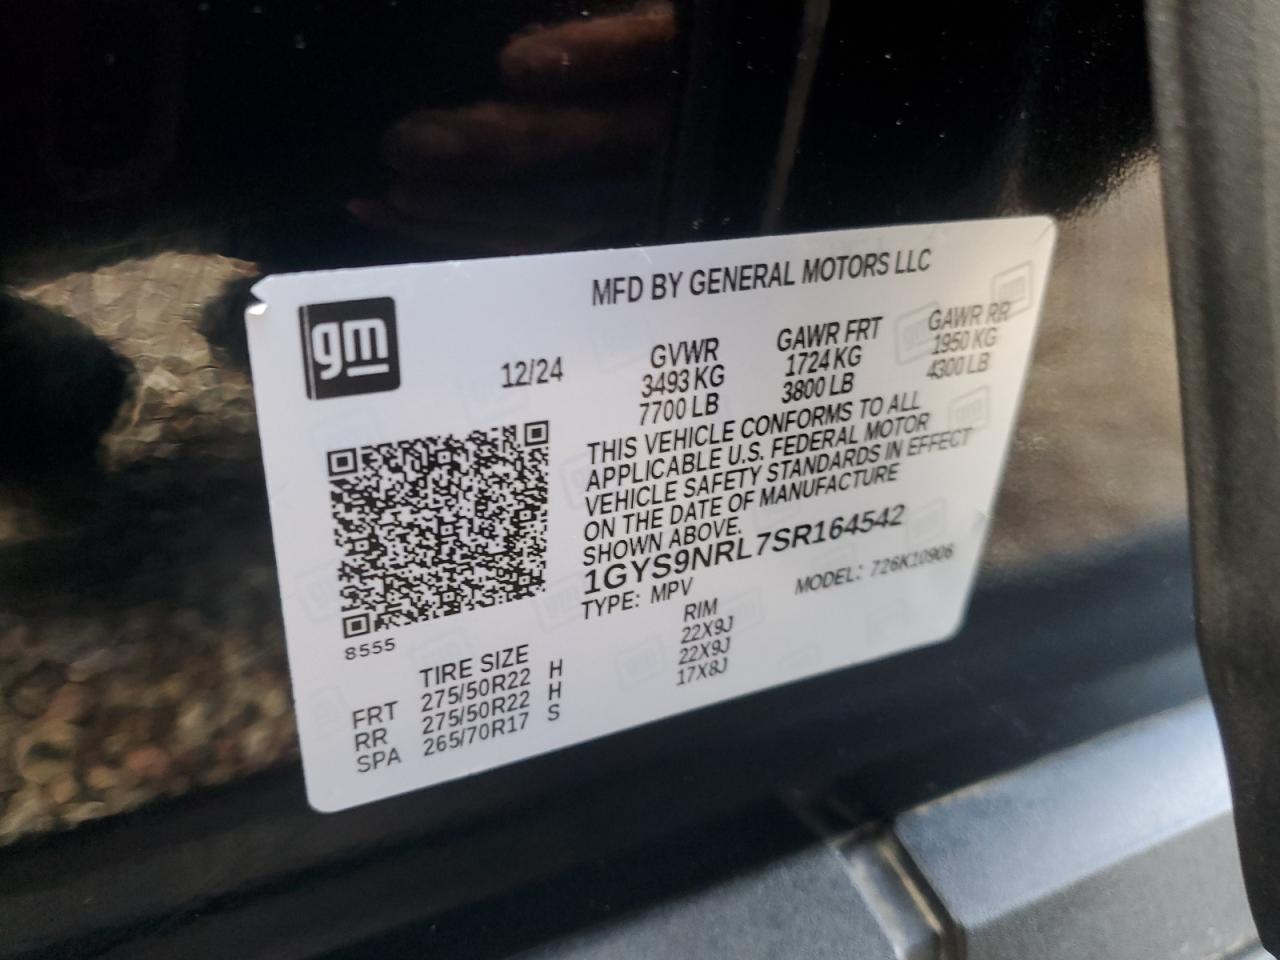 gm
MFD BY GENERAL MOTORS LLC
12/24
GVWR GAWR FRT GAWR RR
3493 KG 1724 KG 1950 KG
7700 LB 3800 LB 4300 LB
THIS VEHICLE CONFORMS TO ALL
APPLICABLE U.S. FEDERAL MOTOR
VEHICLE SAFETY STANDARDS IN EFFECT
ON THE DATE OF MANUFACTURE
SHOWN ABOVE.
1GYS9NRL7SR164542
TYPE: MPV MODEL: 726K10906
8555
TIRE SIZE RIM
FRT 275/50R22 H 22X9J
RR 275/50R22 H 22X9J
SPA 265/70R17 S 17X8J